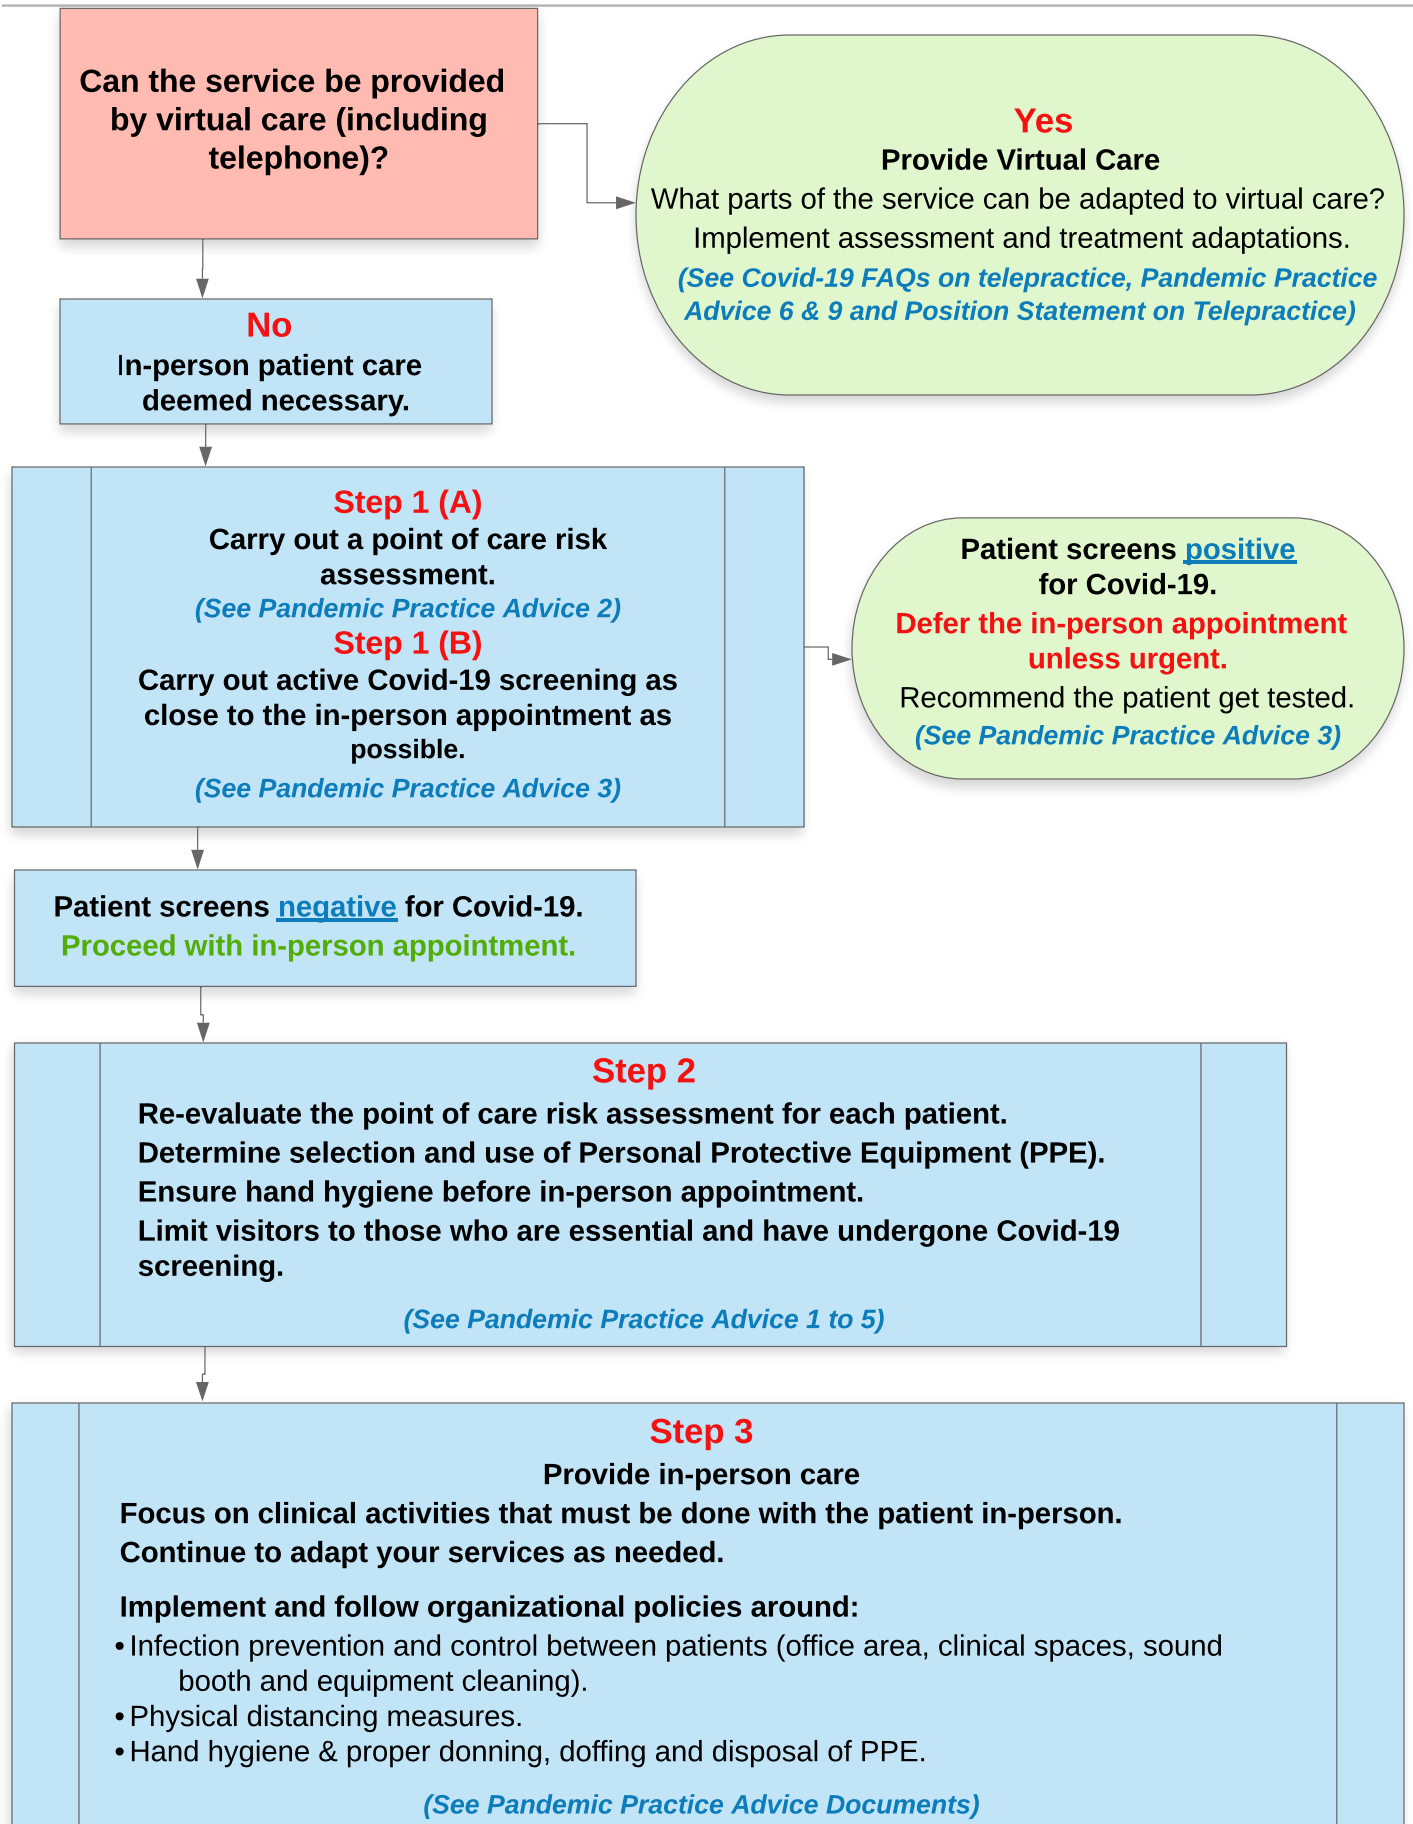 Can the service be provided
by virtual care (including
telephone)?
Yes
Provide Virtual Care
What parts of the service can be adapted to virtual care?
Implement assessment and treatment adaptations.
(See Covid-19 FAQs on telepractice, Pandemic Practice
Advice 6 & 9 and Position Statement on Telepractice)
No
In-person patient care
deemed necessary.
Step 1 (A)
Carry out a point of care risk
assessment.
(See Pandemic Practice Advice 2)
Step 1 (B)
Carry out active Covid-19 screening as
close to the in-person appointment as
possible.
(See Pandemic Practice Advice 3)
Patient screens positive
for Covid-19.
Defer the in-person appointment
unless urgent.
Recommend the patient get tested.
(See Pandemic Practice Advice 3)
Patient screens negative for Covid-19.
Proceed with in-person appointment.
Step 2
Re-evaluate the point of care risk assessment for each patient.
Determine selection and use of Personal Protective Equipment (PPE).
Ensure hand hygiene before in-person appointment.
Limit visitors to those who are essential and have undergone Covid-19
screening.
(See Pandemic Practice Advice 1 to 5)
Step 3
Provide in-person care
Focus on clinical activities that must be done with the patient in-person.
Continue to adapt your services as needed.
Implement and follow organizational policies around:
• Infection prevention and control between patients (office area, clinical spaces, sound
booth and equipment cleaning).
• Physical distancing measures.
• Hand hygiene & proper donning, doffing and disposal of PPE.
(See Pandemic Practice Advice Documents)